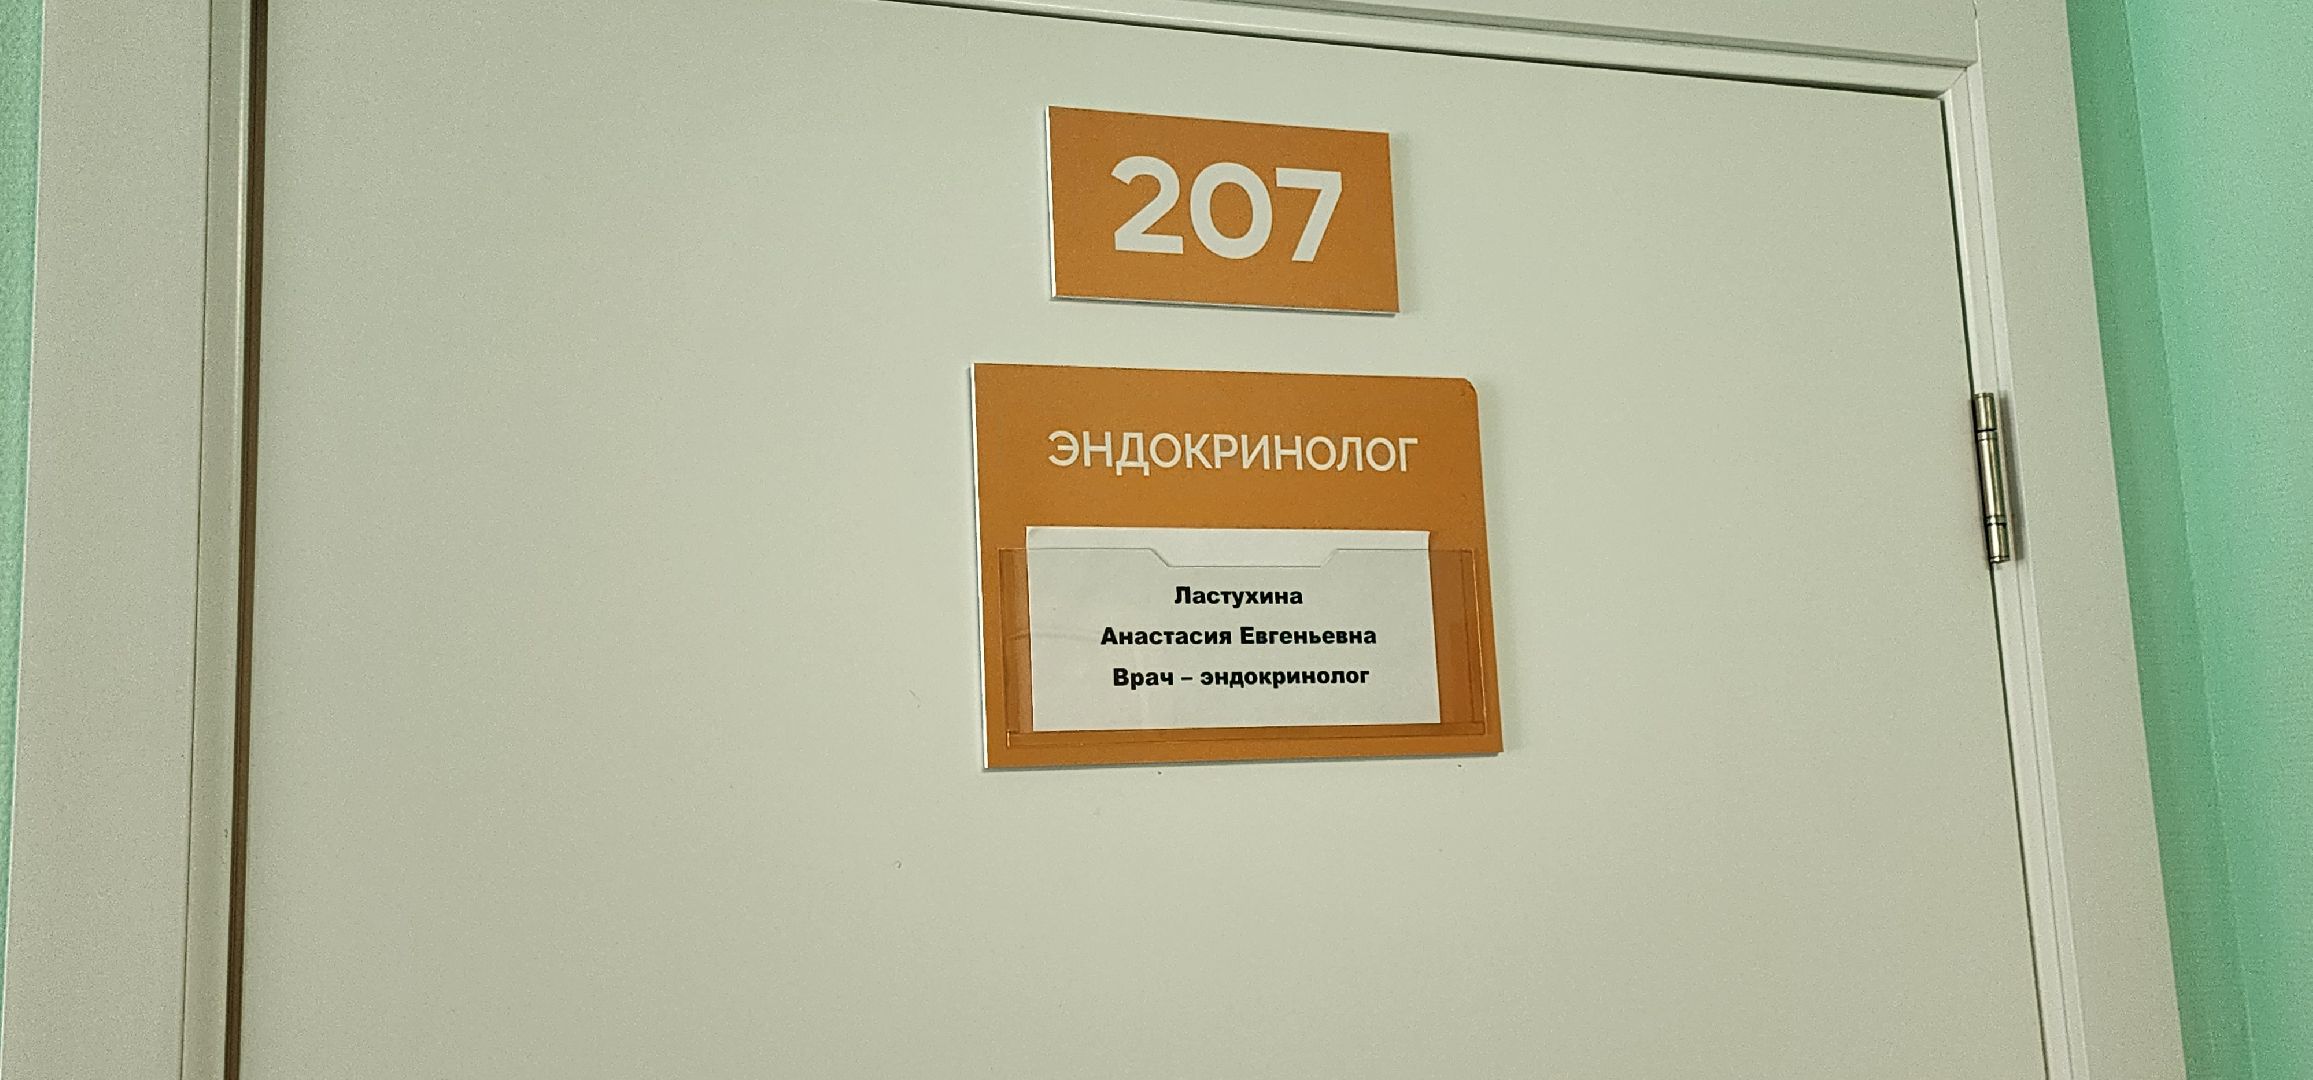 207
ЭНДОКРИНОЛОГ
Ластухина
Анастасия Евгеньевна
Врач – эндокринолог